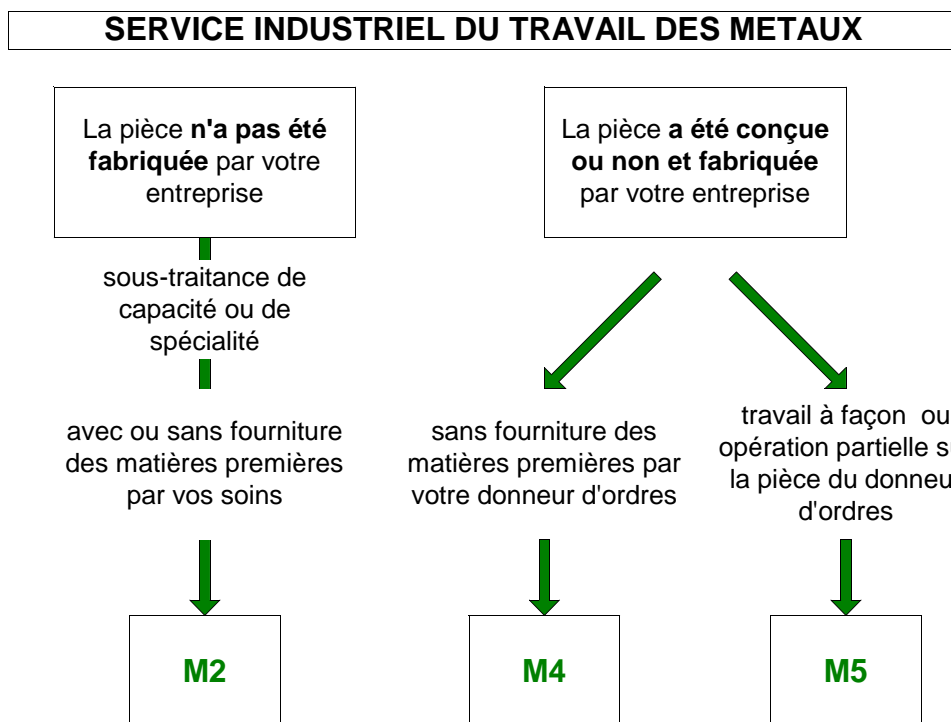 SERVICE INDUSTRIEL DU TRAVAIL DES METAUX
La pièce n'a pas été
fabriquée par votre
entreprise
La pièce a été conçue
ou non et fabriquée
par votre entreprise
sous-traitance de
capacité ou de
spécialité
avec ou sans fourniture
des matières premières
par vos soins
sans fourniture des
matières premières par
votre donneur d'ordres
travail à façon ou
opération partielle s
la pièce du donneu
d'ordres
M2
M4
M5